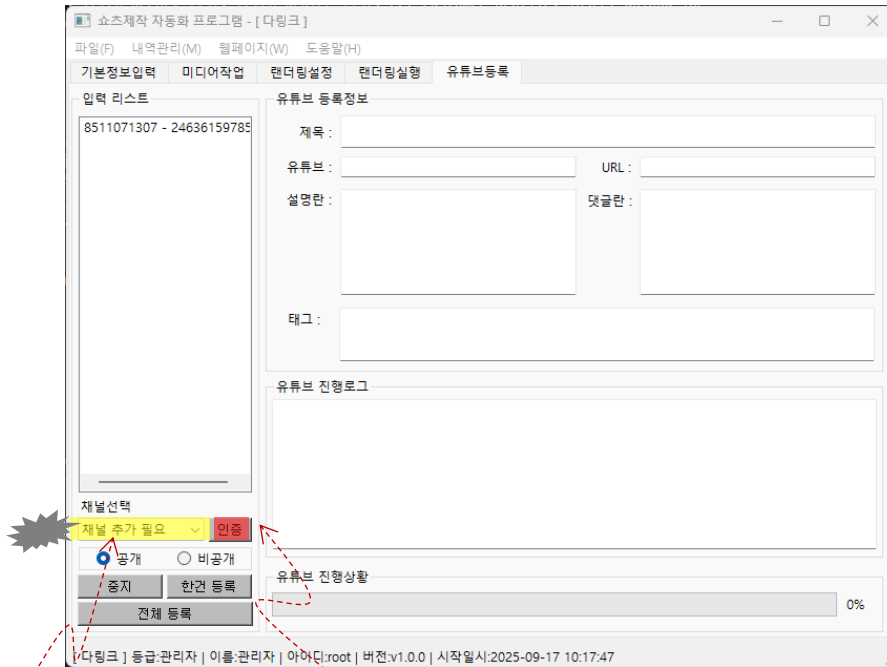 쇼츠제작 자동화 프로그램 - [ 다링크 ]
파일(F) 내역관리(M) 웹페이지(W) 도움말(H)
기본정보입력 미디어작업 랜더링설정 랜더링실행 유튜브등록
입력 리스트
8511071307 - 24636159785
유튜브 등록정보
제목 :
유튜브 :
URL :
설명란 :
댓글란 :
태그 :
유튜브 진행로그
채널선택
채널 추가 필요
인증
공개
비공개
중지
한건 등록
전체 등록
유튜브 진행상황
0%
[ 다링크 ] 등급:관리자 | 이름:관리자 | 아아디:root | 버전:v1.0.0 | 시작일시:2025-09-17 10:17:47